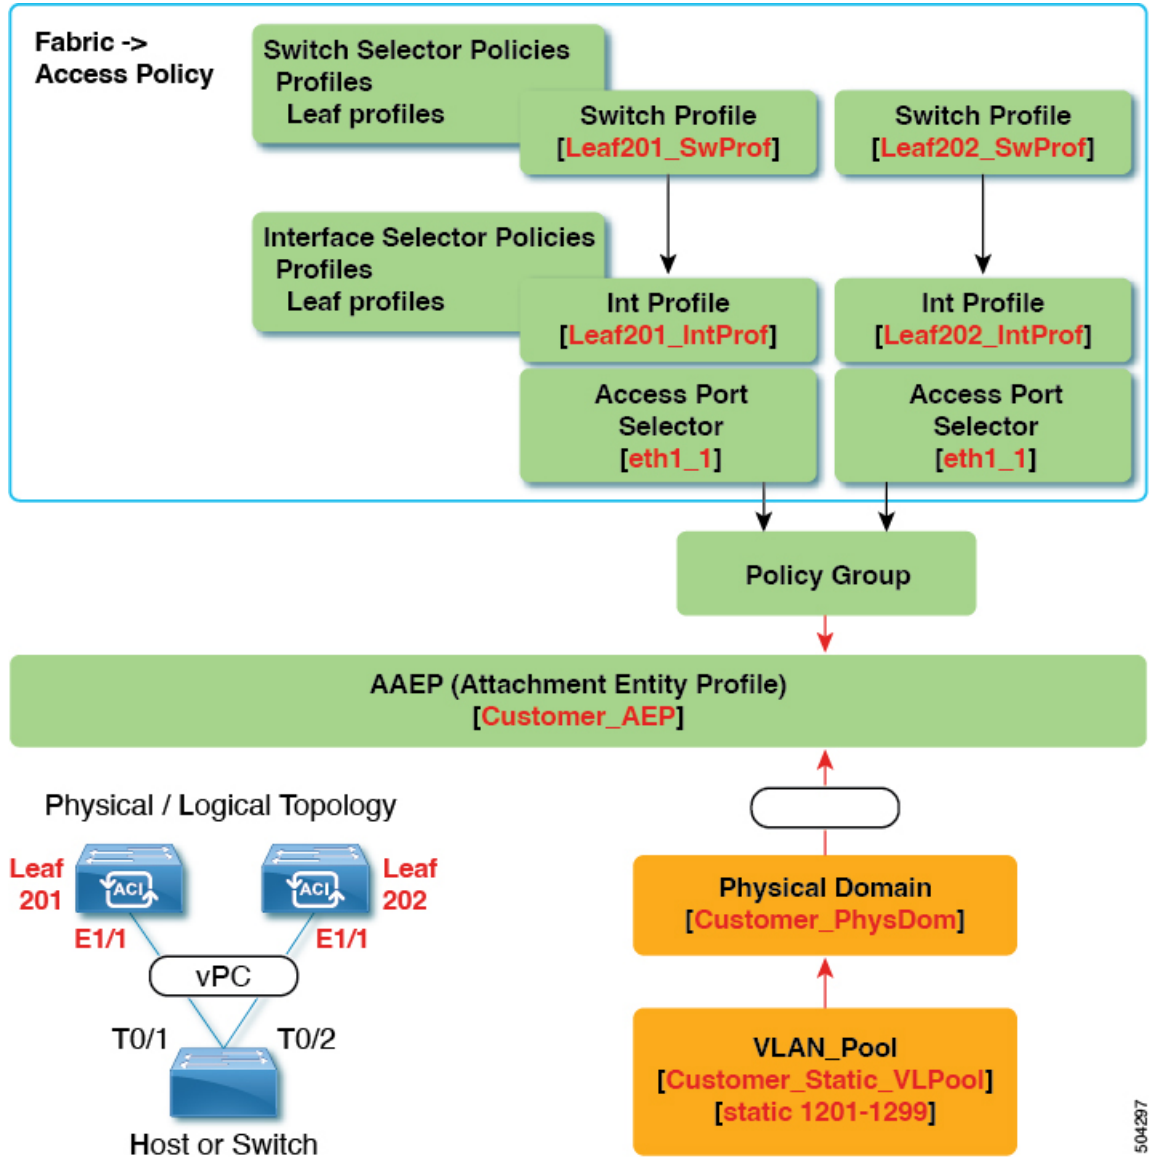 Fabric ->
Access Policy
Switch Selector Policies
Profiles
Leaf profiles
Switch Profile
[Leaf201_SwProf]
Switch Profile
[Leaf202_SwProf]
Interface Selector Policies
Profiles
Leaf profiles
Int Profile
[Leaf201_IntProf]
Int Profile
[Leaf202_IntProf]
Access Port
Selector
[eth1_1]
Access Port
Selector
[eth1_1]
Policy Group
AAEP (Attachment Entity Profile)
[Customer_AEP]
Physical / Logical Topology
Leaf
201
ACI
ACI
Leaf
202
E1/1
E1/1
vPC
T0/1
T0/2
Host or Switch
Physical Domain
[Customer_PhysDom]
VLAN_Pool
[Customer_Static_VLPool]
[static 1201-1299]
504297